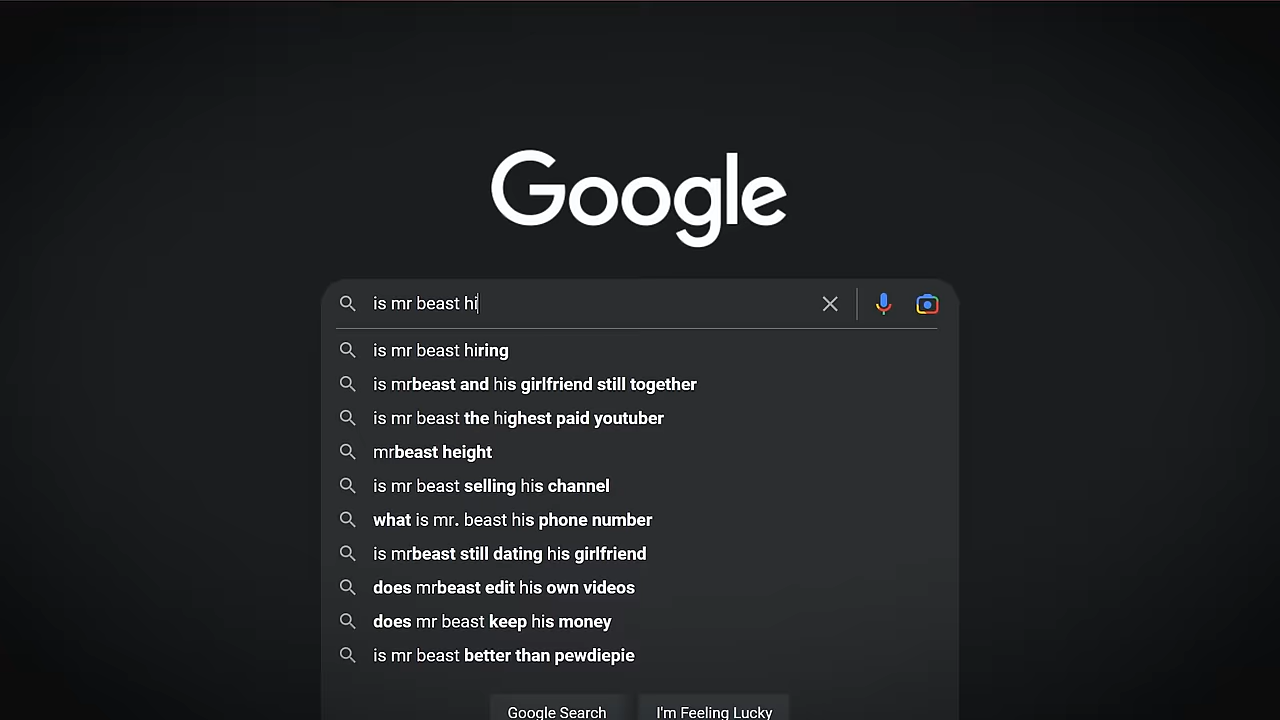 Google
is mr beast hi
is mr beast hiring
is mrbeast and his girlfriend still together
is mr beast the highest paid youtuber
mrbeast height
is mr beast selling his channel
what is mr. beast his phone number
is mrbeast still dating his girlfriend
does mrbeast edit his own videos
does mr beast keep his money
is mr beast better than pewdiepie
Google Search I'm Feeling Lucky